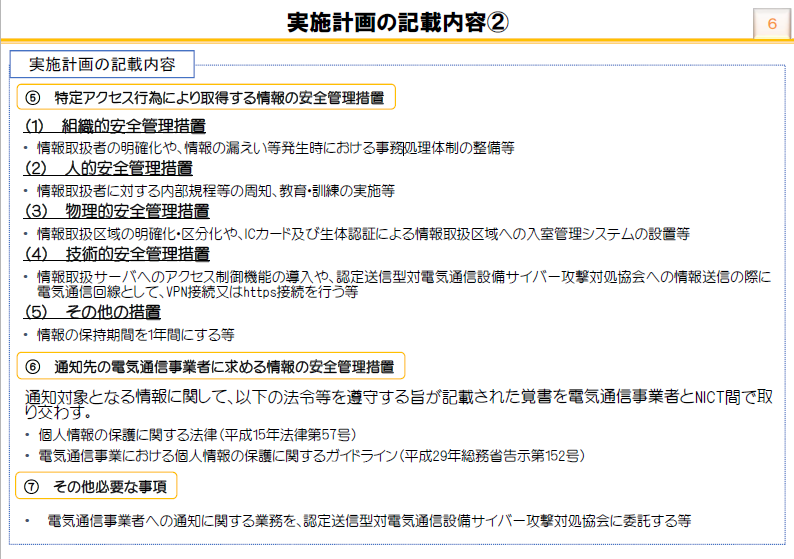 実施計画の記載内容②
6
実施計画の記載内容
⑤ 特定アクセス行為により取得する情報の安全管理措置
(1) 組織的安全管理措置
・ 情報取扱者の明確化や、情報の漏えい等発生時における事務処理体制の整備等
(2) 人的安全管理措置
・ 情報取扱者に対する内部規程等の周知、教育・訓練の実施等
(3) 物理的安全管理措置
・ 情報取扱区域の明確化・区分化や、ICカード及び生体認証による情報取扱区域への入室管理システムの設置等
(4) 技術的安全管理措置
・ 情報取扱サーバへのアクセス制御機能の導入や、認定送信型対電気通信設備サイバー攻撃対処協会への情報送信の際に
電気通信回線として、VPN接続又はhttps接続を行う等
(5) その他の措置
・ 情報の保持期間を1年間にする等
⑥ 通知先の電気通信事業者に求める情報の安全管理措置
通知対象となる情報に関して、以下の法令等を遵守する旨が記載された覚書を電気通信事業者とNICT間で取
り交わす。
・ 個人情報の保護に関する法律(平成15年法律第57号)
・ 電気通信事業における個人情報の保護に関するガイドライン(平成29年総務省告示第152号)
⑦ その他必要な事項
・ 電気通信事業者への通知に関する業務を、認定送信型対電気通信設備サイバー攻撃対処協会に委託する等